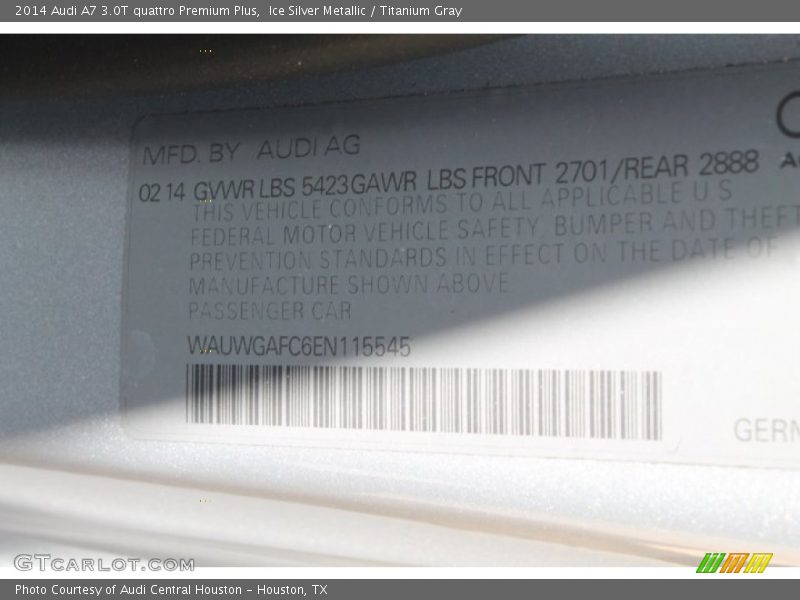 2014 Audi A7 3.0T quattro Premium Plus,  Ice Silver Metallic / Titanium Gray
MFD. BY AUDI AG
02 14 GVWR LBS 5423 GAWR LBS FRONT 2701/REAR 2888
THIS VEHICLE CONFORMS TO ALL APPLICABLE U S
FEDERAL MOTOR VEHICLE SAFETY, BUMPER AND THEFT
PREVENTION STANDARDS IN EFFECT ON THE DATE OF
MANUFACTURE SHOWN ABOVE
PASSENGER CAR
WAUWGAFC6EN115545
GTCARLOT.COM
Photo Courtesy of Audi Central Houston - Houston, TX